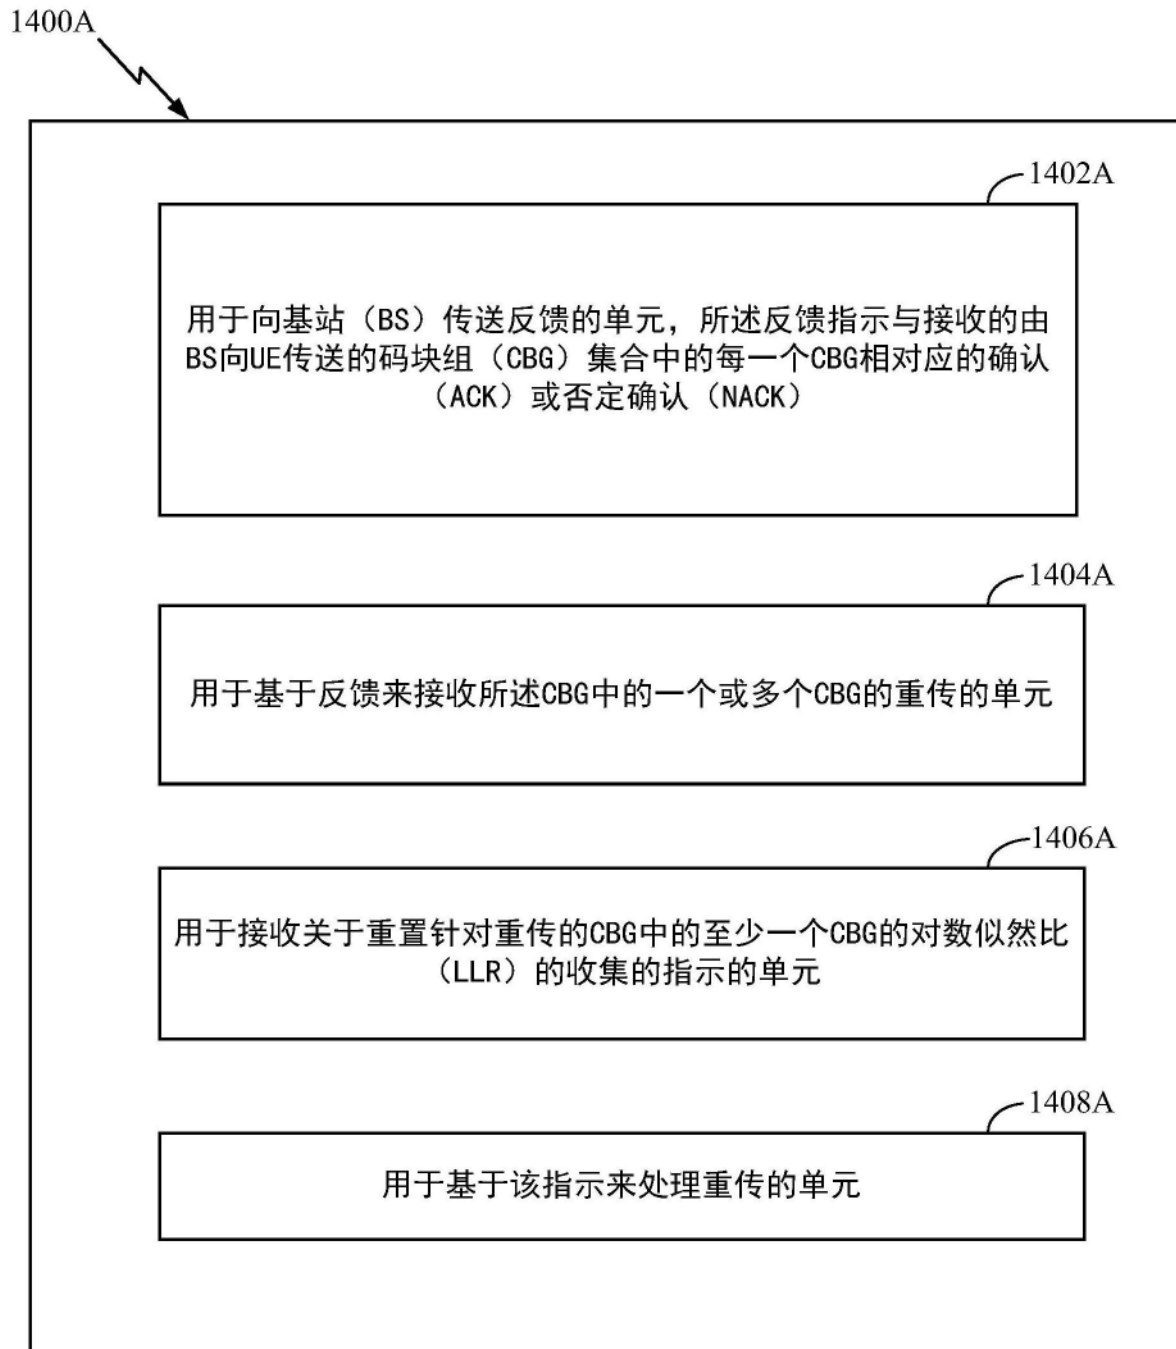 1400A
1402A
用于向基站（BS）传送反馈的单元，所述反馈指示与接收的由
BS向UE传送的码块组（CBG）集合中的每一个CBG相对应的确认
（ACK）或否定确认（NACK）
1404A
用于基于反馈来接收所述CBG中的一个或多个CBG的重传的单元
1406A
用于接收关于重置针对重传的CBG中的至少一个CBG的对数似然比
（LLR）的收集的指示的单元
1408A
用于基于该指示来处理重传的单元